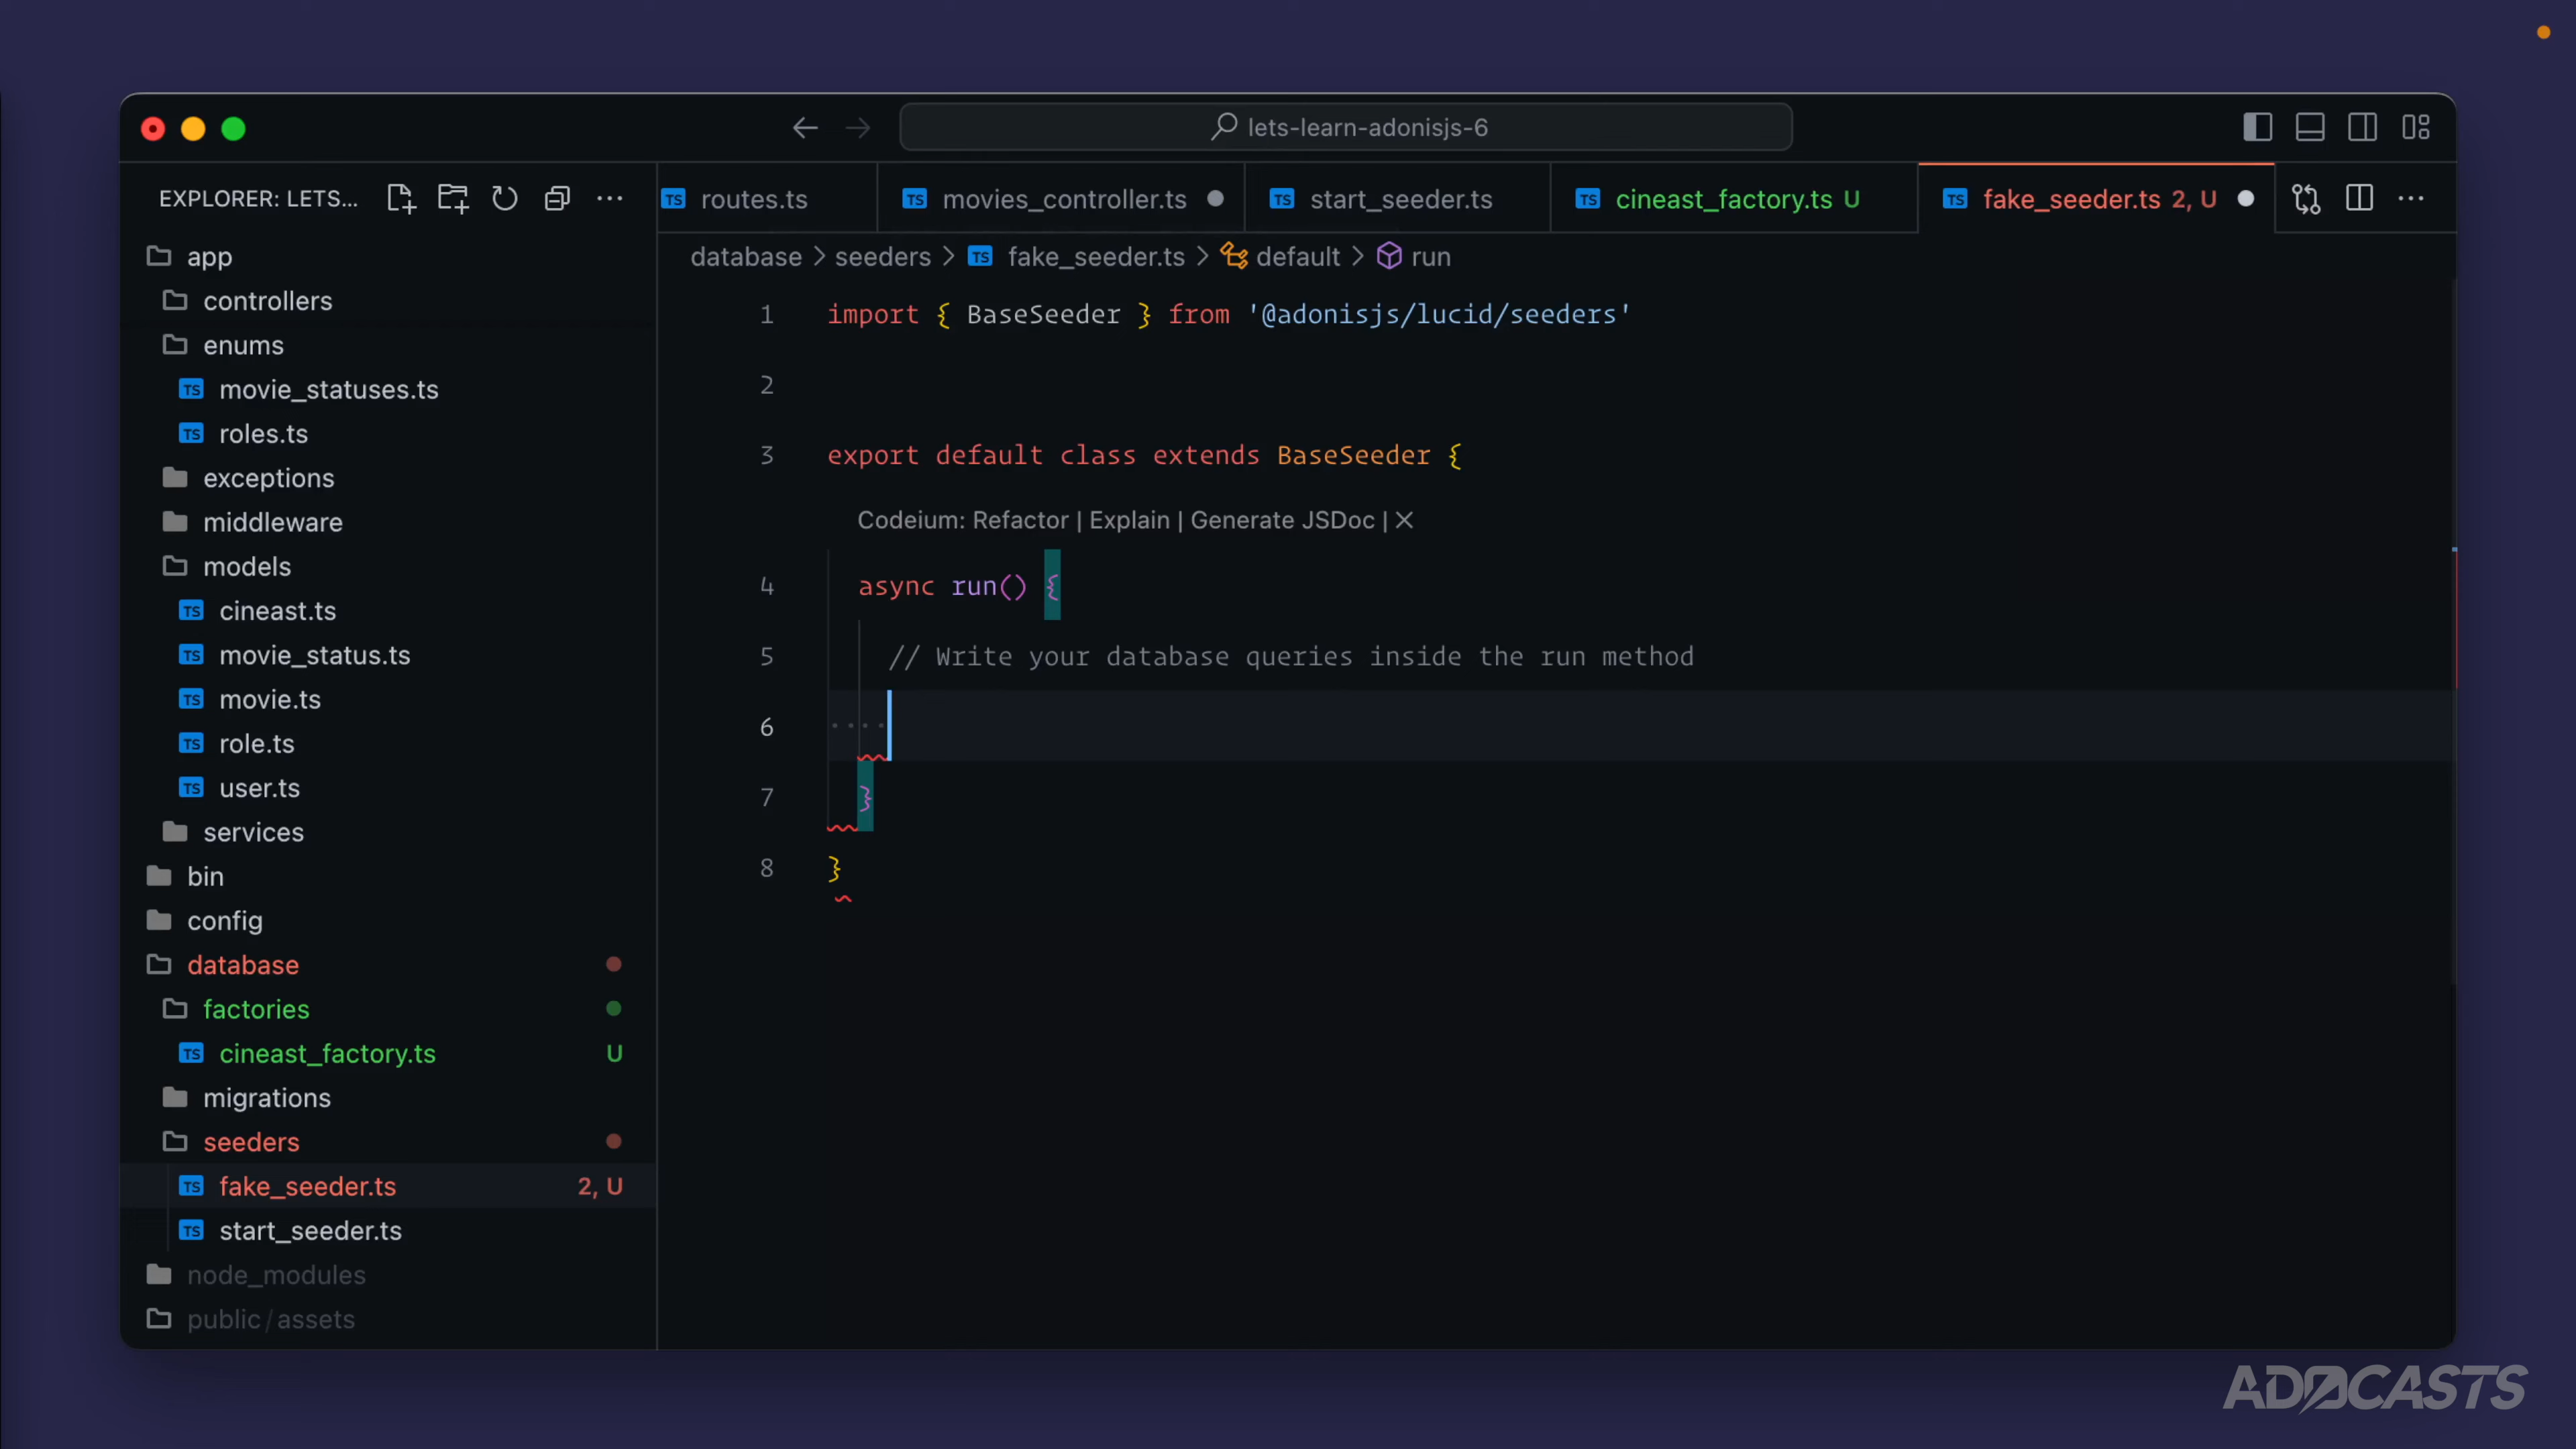 lets-learn-adonisjs-6
EXPLORER: LETS...
routes.ts
movies_controller.ts
start_seeder.ts
cineast_factory.ts U
fake_seeder.ts 2, U
app
controllers
enums
movie_statuses.ts
roles.ts
exceptions
middleware
models
cineast.ts
movie_status.ts
movie.ts
role.ts
user.ts
services
bin
config
database
factories
cineast_factory.ts U
migrations
seeders
fake_seeder.ts 2, U
start_seeder.ts
node_modules
public/assets
database > seeders > TS fake_seeder.ts > default > run
1 import { BaseSeeder } from '@adonisjs/lucid/seeders'
2
3 export default class extends BaseSeeder {
Codeium: Refactor | Explain | Generate JSDoc | ×
4 async run() {
5 // Write your database queries inside the run method
6
7 }
8 }
ADOCASTS